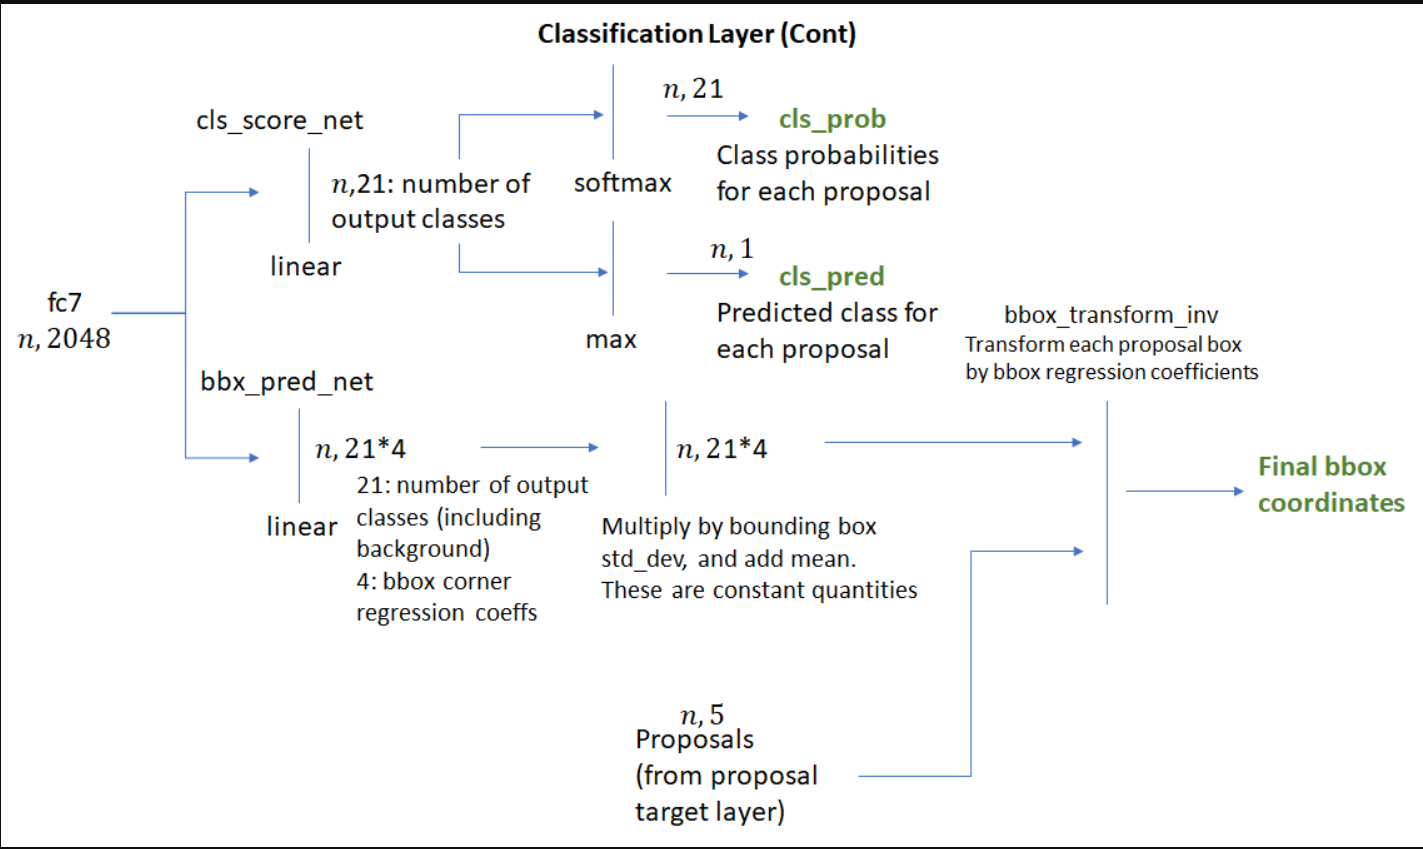 Classification Layer (Cont)
cls_score_net
n,21: number of
output classes
linear
n, 21
cls_prob
Class probabilities
for each proposal
softmax
n, 1
cls_pred
Predicted class for
each proposal
max
fc7
n, 2048
bbx_pred_net
n, 21*4
21: number of output
classes (including
background)
4: bbox corner
regression coeffs
linear
n, 21*4
Multiply by bounding box
std_dev, and add mean.
These are constant quantities
bbox_transform_inv
Transform each proposal box
by bbox regression coefficients
Final bbox
coordinates
n, 5
Proposals
(from proposal
target layer)